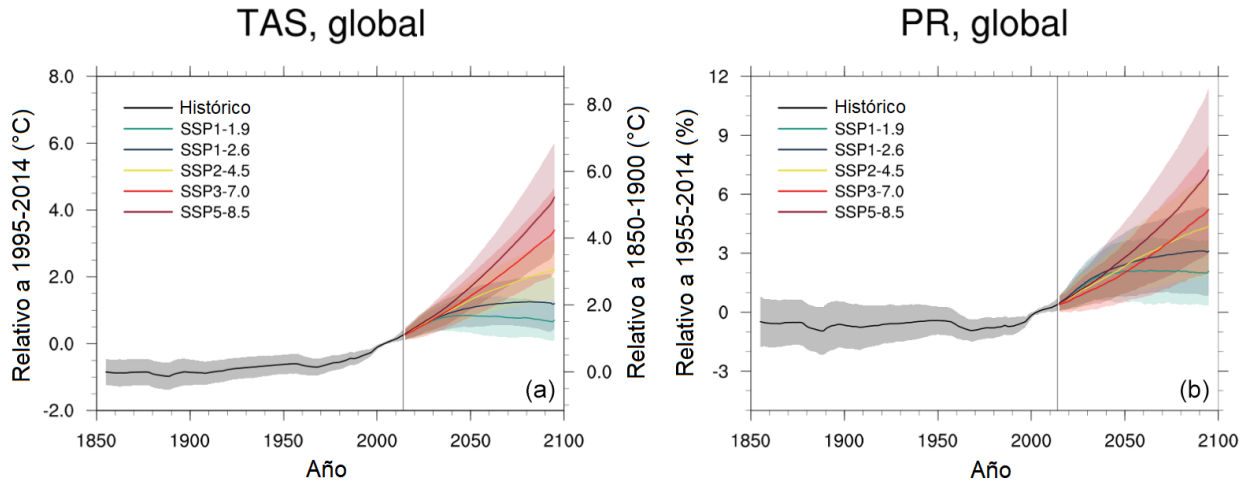 TAS, global
8.0
6.0
4.0
2.0
0.0
-2.0
Relativo a 1995-2014 (°C)
Histórico
SSP1-1.9
SSP1-2.6
SSP2-4.5
SSP3-7.0
SSP5-8.5
8.0
6.0
4.0
2.0
0.0
Relativo a 1850-1900 (°C)
(a)
1850 1900 1950 2000 2050 2100
Año
PR, global
12
9
6
3
0
-3
Relativo a 1955-2014 (%)
Histórico
SSP1-1.9
SSP1-2.6
SSP2-4.5
SSP3-7.0
SSP5-8.5
(b)
1850 1900 1950 2000 2050 2100
Año